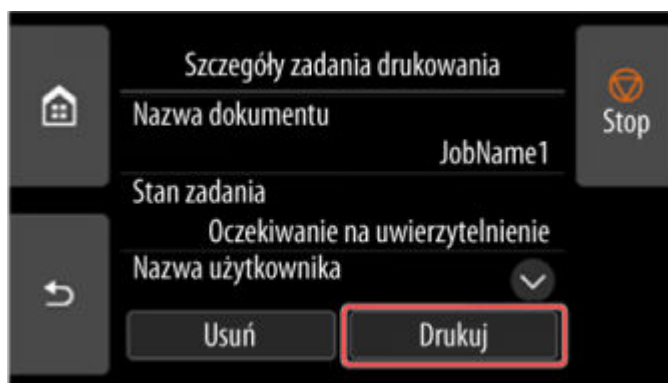 Szczegóły zadania drukowania
Nazwa dokumentu
JobName1
Stop
Stan zadania
Oczekiwanie na uwierzytelnienie
Nazwa użytkownika
Usuń
Drukuj